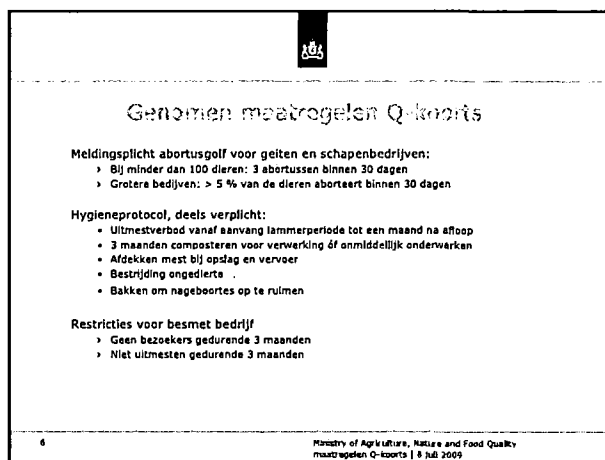 Genomen maatregelen Q-koorts
Meldingsplicht abortusgolf voor geiten en schapenbedrijven:
› Bij minder dan 100 dieren: 3 abortussen binnen 30 dagen
› Grotere bedijven: > 5 % van de dieren aborteert binnen 30 dagen
Hygieneprotocol, deels verplicht:
• Uitmestverbod vanaf aanvang lammerperiode tot een maand na afloop
• 3 maanden composteren voor verwerking óf onmiddellijk onderwerken
• Afdekken mest bij opslag en vervoer
• Bestrijding ongedierte .
• Bakken om nageboortes op te ruimen
Restricties voor besmet bedrijf
› Geen bezoekers gedurende 3 maanden
› Niet uitmesten gedurende 3 maanden
6
Ministry of Agriculture, Nature and Food Quality
maatregelen Q-koorts | 8 juli 2009